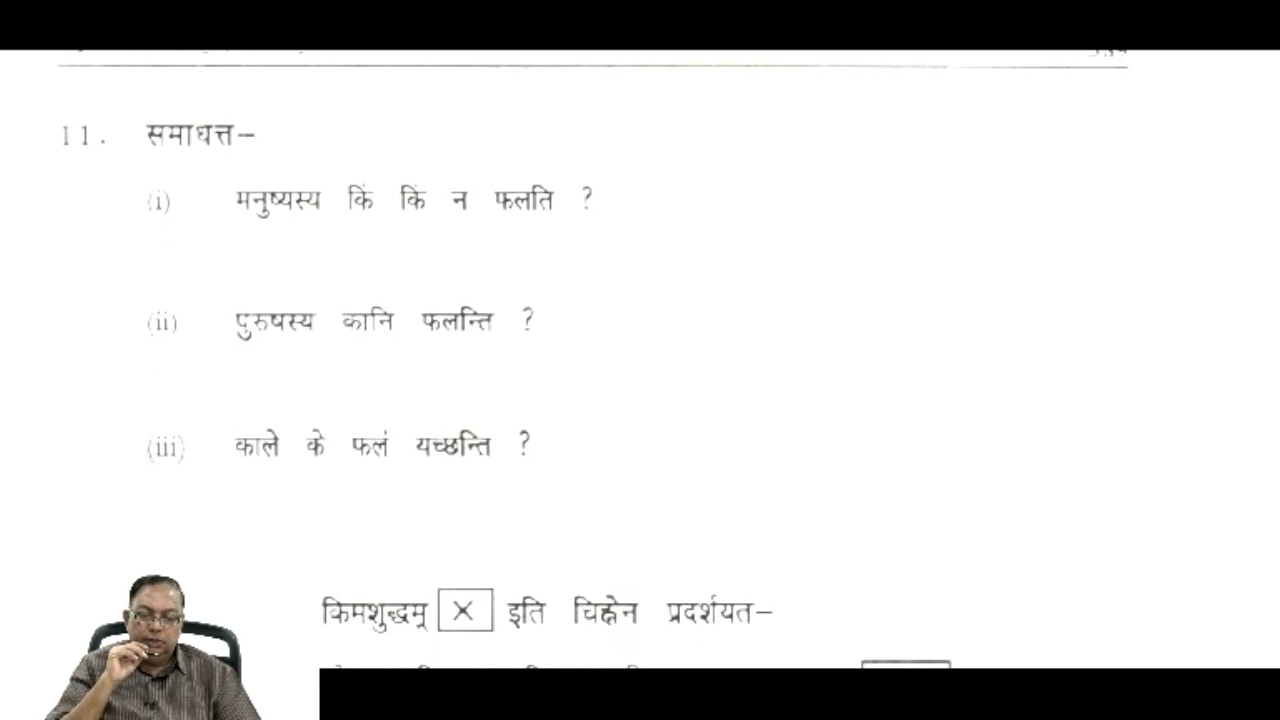 11. समाधत्त–
(i) मनुष्यस्य किं किं न फलति ?
(ii) पुरुषस्य कानि फलन्ति ?
(iii) काले के फलं यच्छन्ति ?
किमशुद्धम् X इति चिह्नेन प्रदर्शयत–